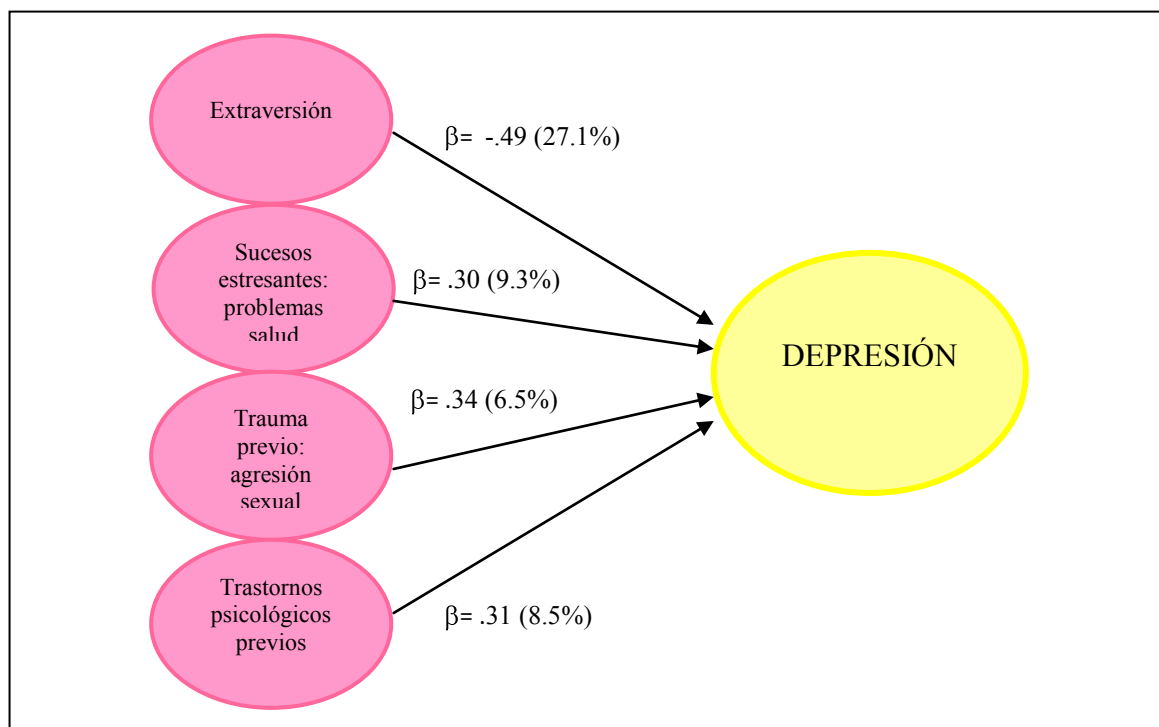 Extraversión
β= -.49 (27.1%)
Sucesos
estresantes:
problemas
salud
β= .30 (9.3%)
DEPRESIÓN
Trauma
previo:
agresión
sexual
β= .34 (6.5%)
Trastornos
psicológicos
previos
β= .31 (8.5%)